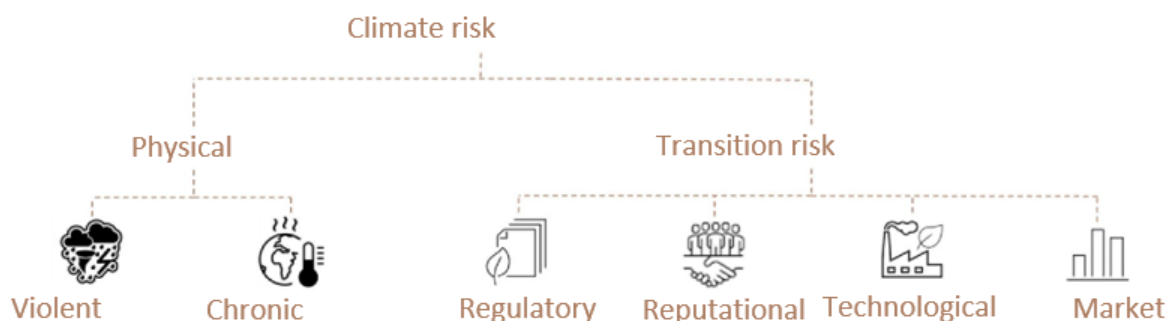 Climate risk
Physical
Transition risk
Violent
Chronic
Regulatory
Reputational
Technological
Market